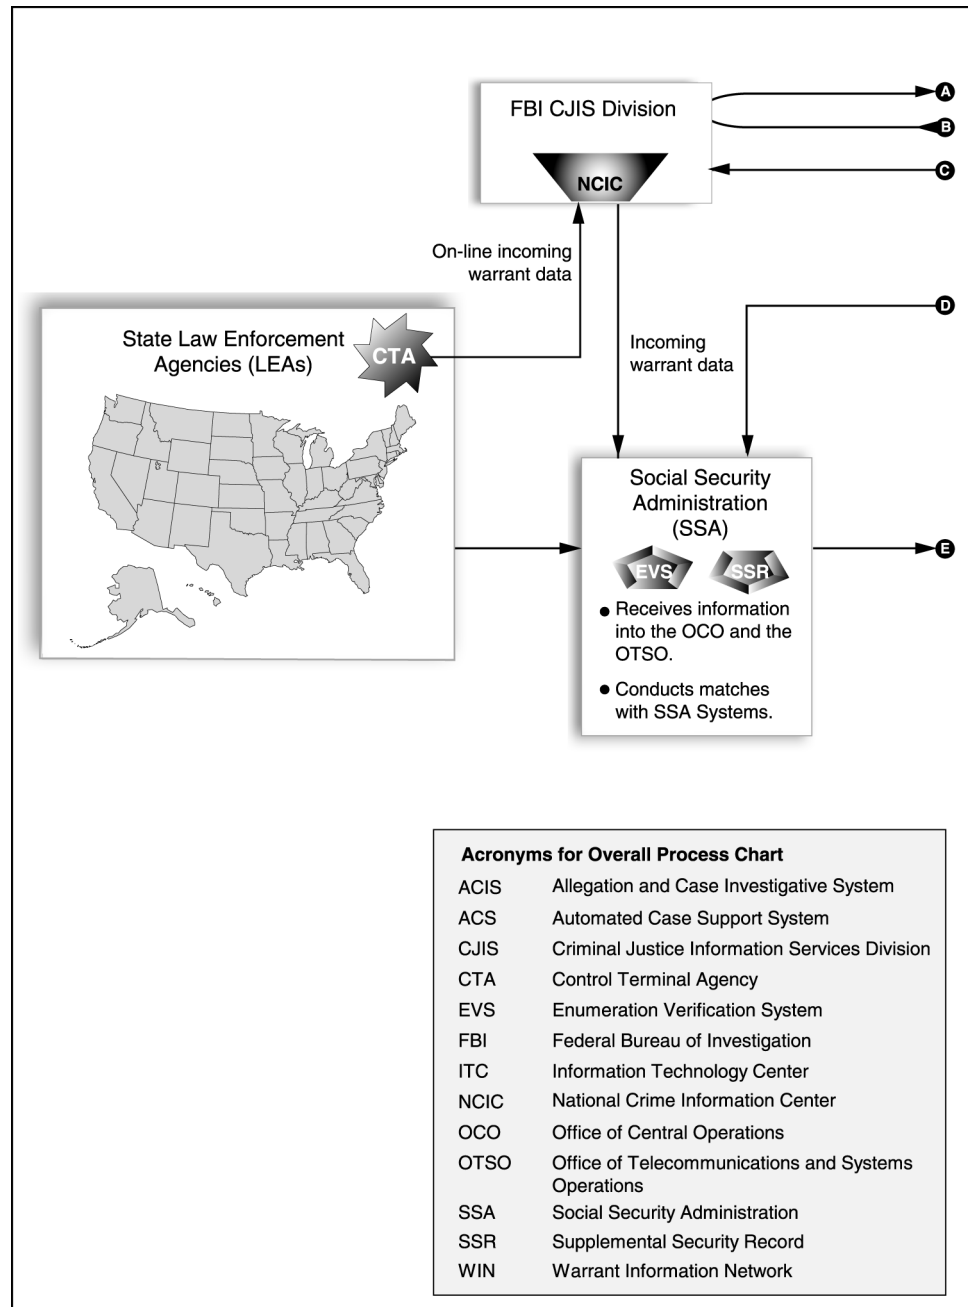 FBI CJIS Division
NCIC
A
B
C
On-line incoming
warrant data
D
State Law Enforcement
Agencies (LEAs)
CTA
Incoming
warrant data
Social Security
Administration
(SSA)
EVS
SSR
E
● Receives information
into the OCO and the
OTSO.
● Conducts matches
with SSA Systems.
Acronyms for Overall Process Chart
ACIS Allegation and Case Investigative System
ACS Automated Case Support System
CJIS Criminal Justice Information Services Division
CTA Control Terminal Agency
EVS Enumeration Verification System
FBI Federal Bureau of Investigation
ITC Information Technology Center
NCIC National Crime Information Center
OCO Office of Central Operations
OTSO Office of Telecommunications and Systems
Operations
SSA Social Security Administration
SSR Supplemental Security Record
WIN Warrant Information Network